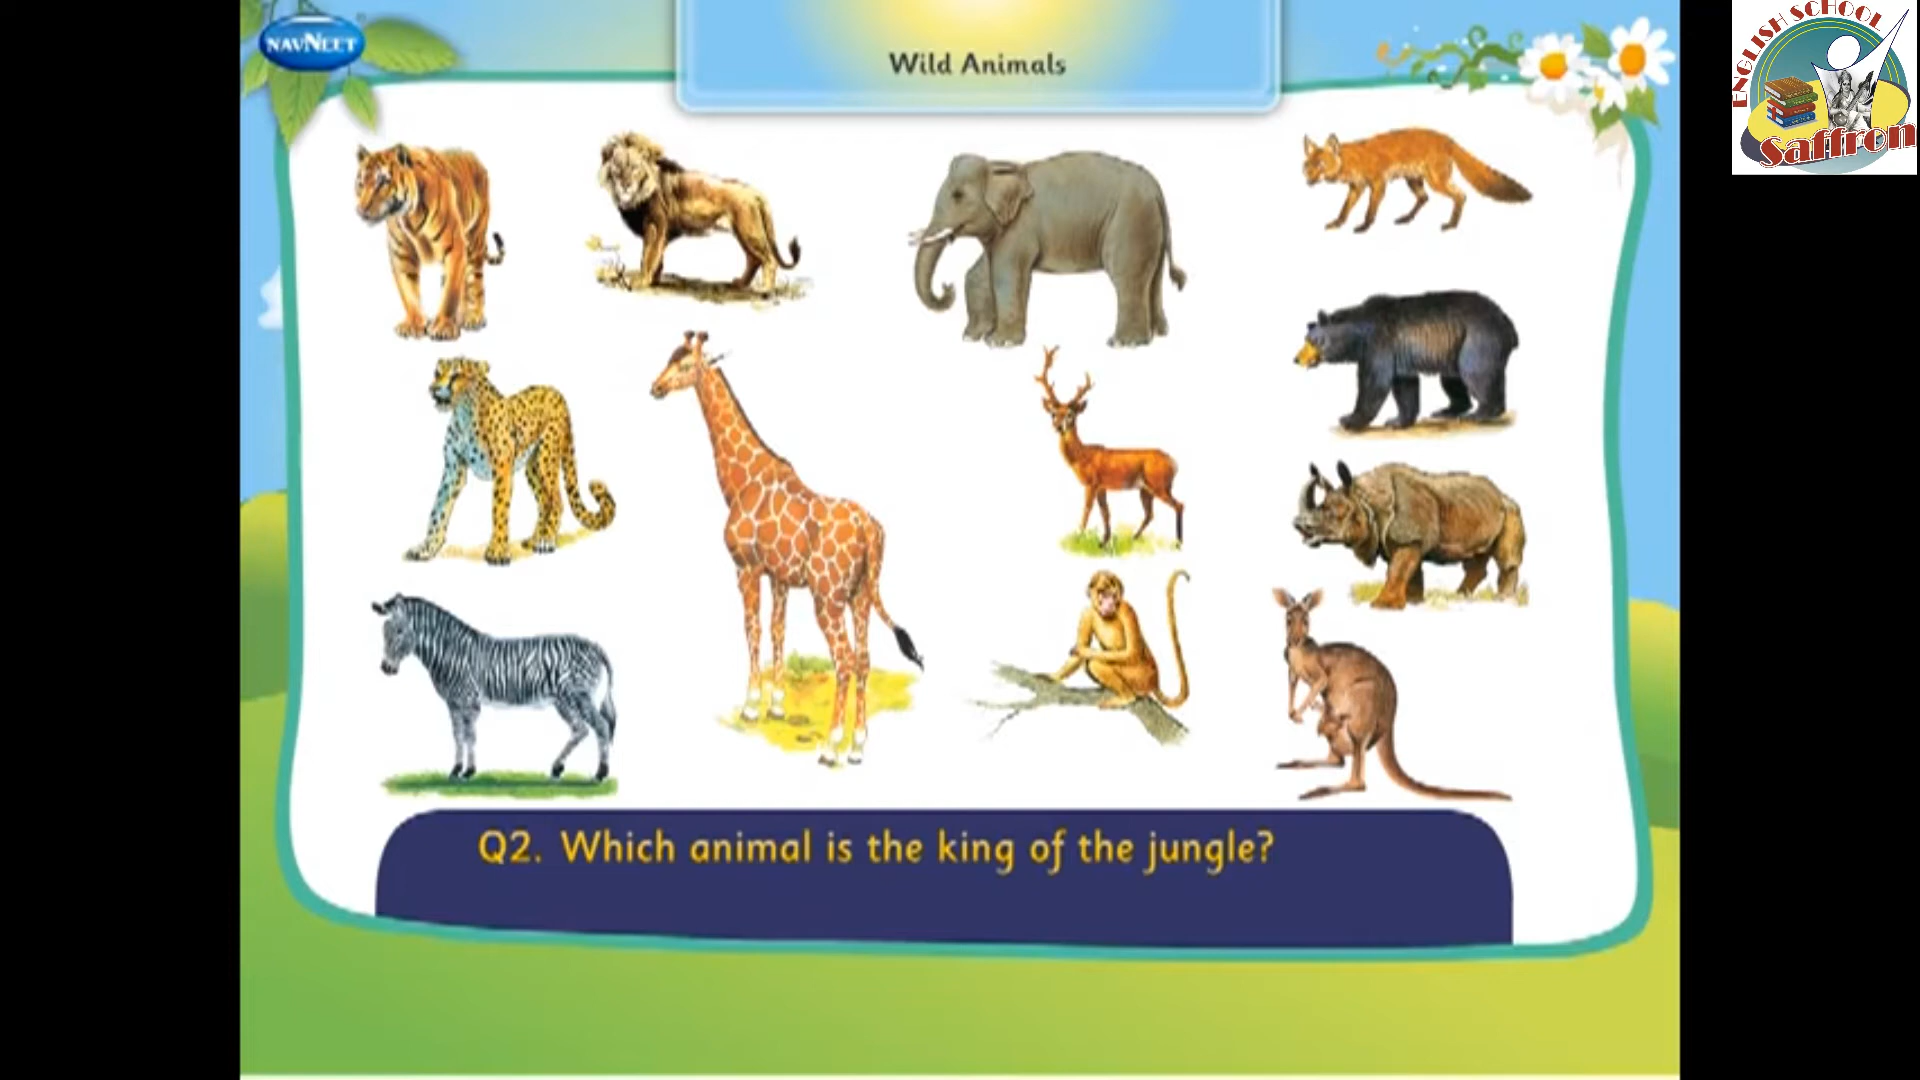 NAVNEET
Wild Animals
ENGLISH SCHOOL
Saffron
Q2. Which animal is the king of the jungle?